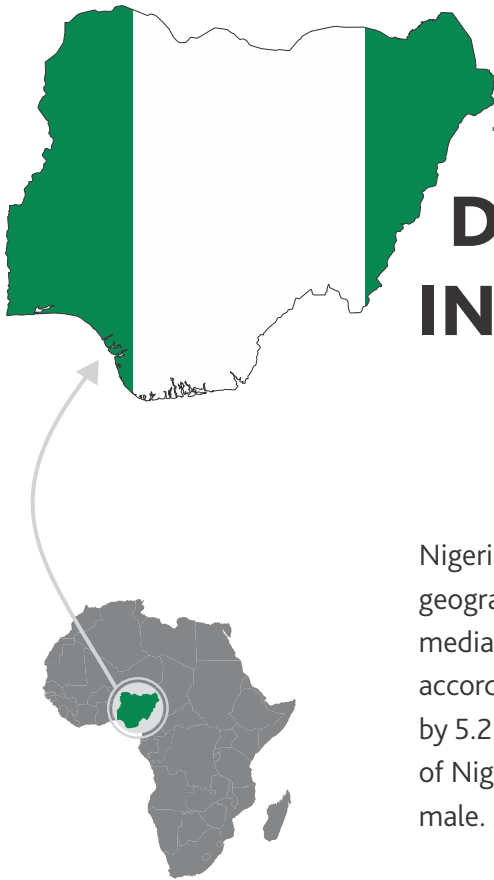 D
IN
Nigeri
geogra
media
accord
by 5.2
of Nig
male.